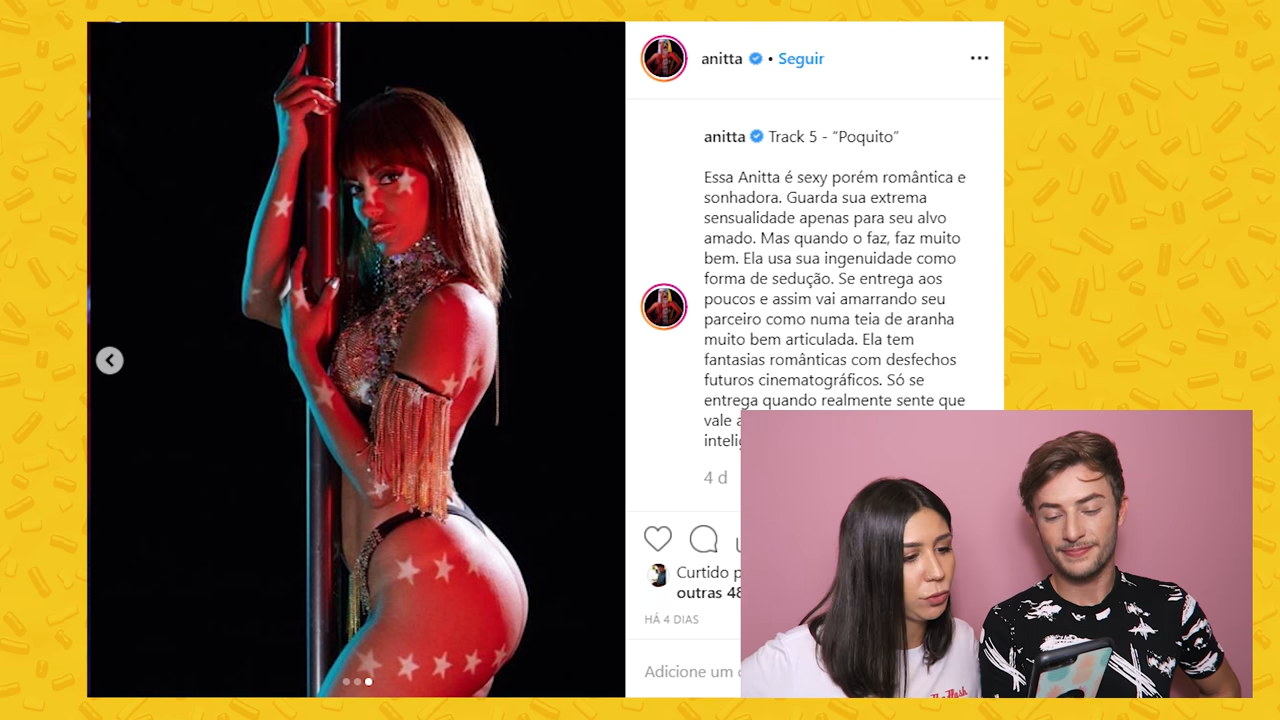 anitta • Seguir
anitta Track 5 - “Poquito”
Essa Anitta é sexy porém romântica e
sonhadora. Guarda sua extrema
sensualidade apenas para seu alvo
amado. Mas quando o faz, faz muito
bem. Ela usa sua ingenuidade como
forma de sedução. Se entrega aos
poucos e assim vai amarrando seu
parceiro como numa teia de aranha
muito bem articulada. Ela tem
fantasias românticas com desfechos
futuros cinematográficos. Só se
entrega quando realmente sente que
vale
4 d
Curtido
outras
HÁ 4 DIAS
Adicione um